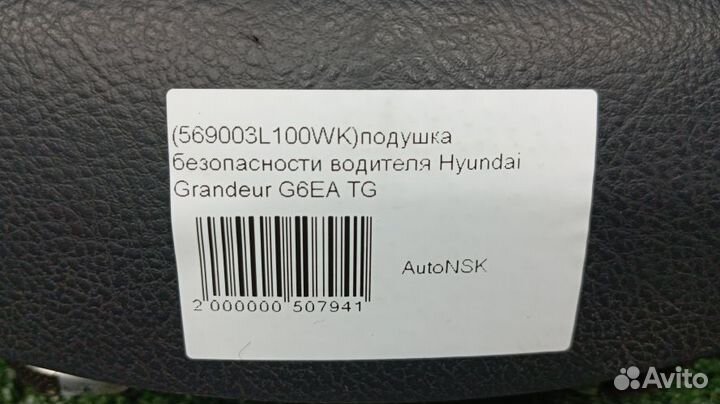 (569003L100WK)подушка
безопасности водителя Hyundai
Grandeur G6EA TG
AutoNSK
2 000000 507941
Avito